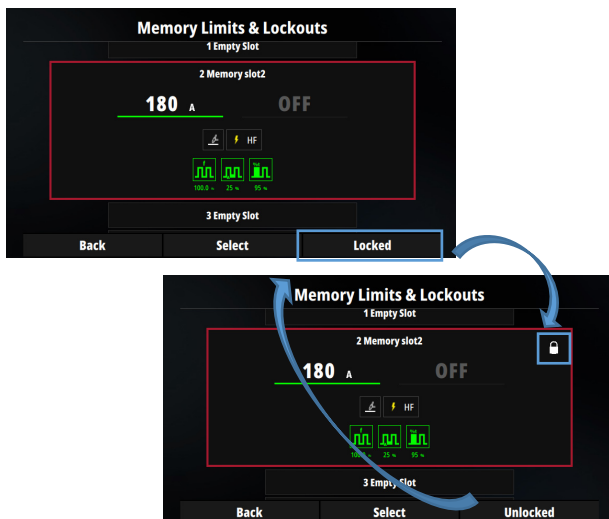 Memory Limits & Lockouts
1 Empty Slot
2 Memory slot2
180 A OFF
HF
100.0 25 % 95 %
3 Empty Slot
Back Select Locked
Memory Limits & Lockouts
1 Empty Slot
2 Memory slot2
180 A OFF
HF
25 % 95 %
3 Empty Slot
Back Select Unlocked